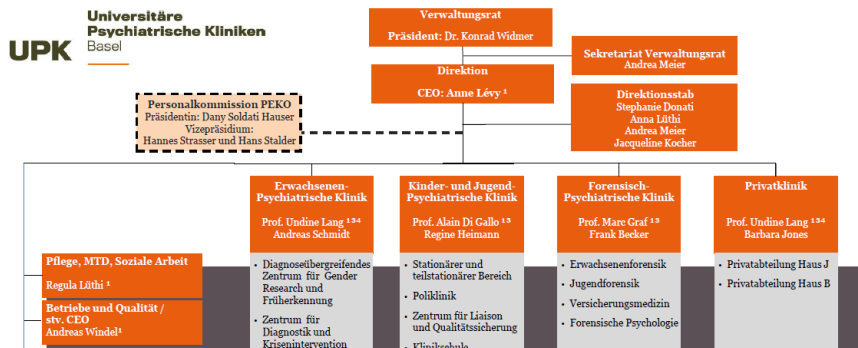 UPK
Universitäre
Psychiatrische Kliniken
Basel
Verwaltungsrat
Präsident: Dr. Konrad Widmer
Sekretariat Verwaltungsrat
Andrea Meier
Direktion
CEO: Anne Lévy ¹
Personalkommission PEKO
Präsidentin: Dany Soldati Hauser
Vizepräsidium:
Hannes Strasser und Hans Stalder
Direktionsstab
Stephanie Donati
Anna Lüthi
Andrea Meier
Jacqueline Kocher
Erwachsenen-
Psychiatrische Klinik
Prof. Undine Lang ¹³⁴
Andreas Schmidt
Kinder- und Jugend-
Psychiatrische Klinik
Prof. Alain Di Gallo ¹³
Regine Heimann
Forensisch-
Psychiatrische Klinik
Prof. Marc Graf ¹³
Frank Becker
Privatklinik
Prof. Undine Lang ¹³⁴
Barbara Jones
Pflege, MTD, Soziale Arbeit
Regula Lüthi ¹
Betriebe und Qualität /
stv. CEO
Andreas Windel¹
• Diagnoseübergreifendes
Zentrum für Gender
Research und
Früherkennung
• Zentrum für
Diagnostik und
Krisenintervention
• Stationärer und
teilstationärer Bereich
• Poliklinik
• Zentrum für Liaison
und Qualitätssicherung
• Klinikschule
• Erwachsenenforensik
• Jugendforensik
• Versicherungsmedizin
• Forensische Psychologie
• Privatabteilung Haus J
• Privatabteilung Haus B